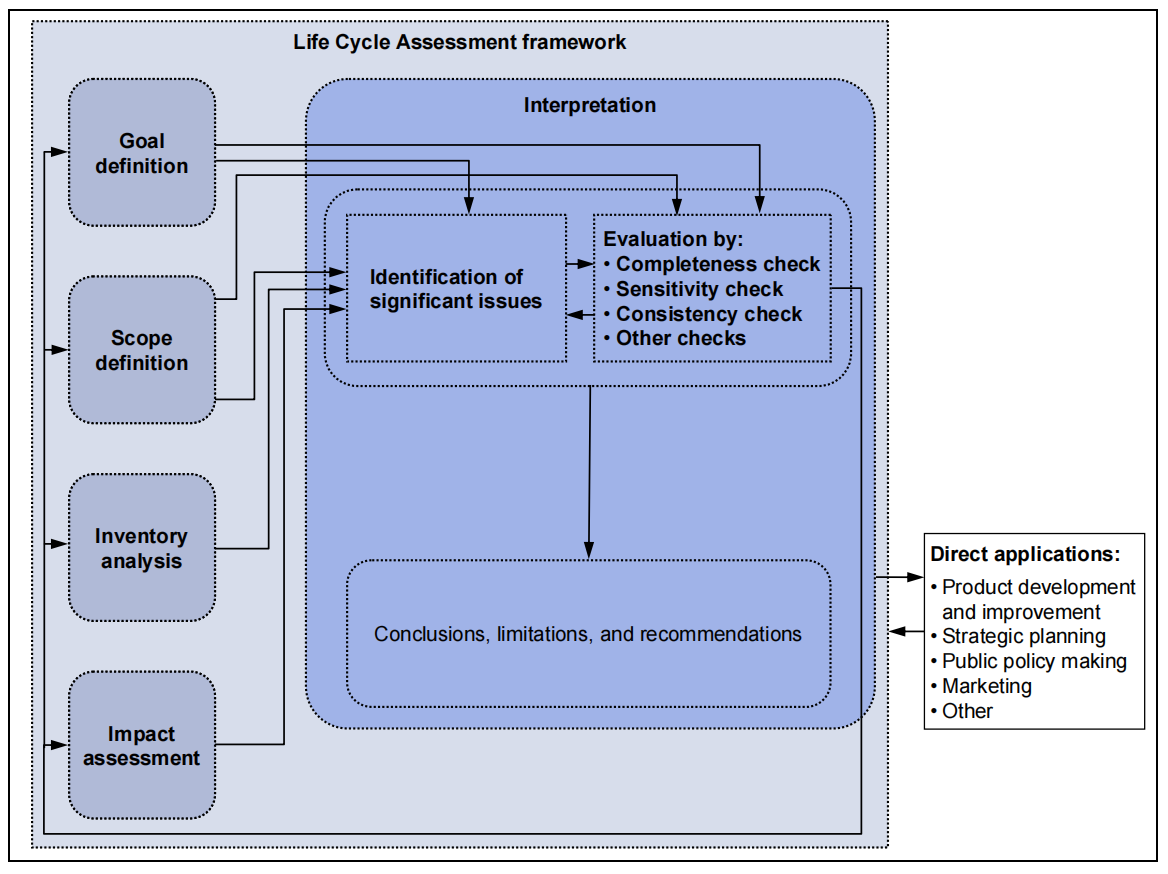 Life Cycle Assessment framework
Goal
definition
Scope
definition
Inventory
analysis
Impact
assessment
Interpretation
Identification of
significant issues
Evaluation by:
• Completeness check
• Sensitivity check
• Consistency check
• Other checks
Conclusions, limitations, and recommendations
Direct applications:
• Product development
and improvement
• Strategic planning
• Public policy making
• Marketing
• Other